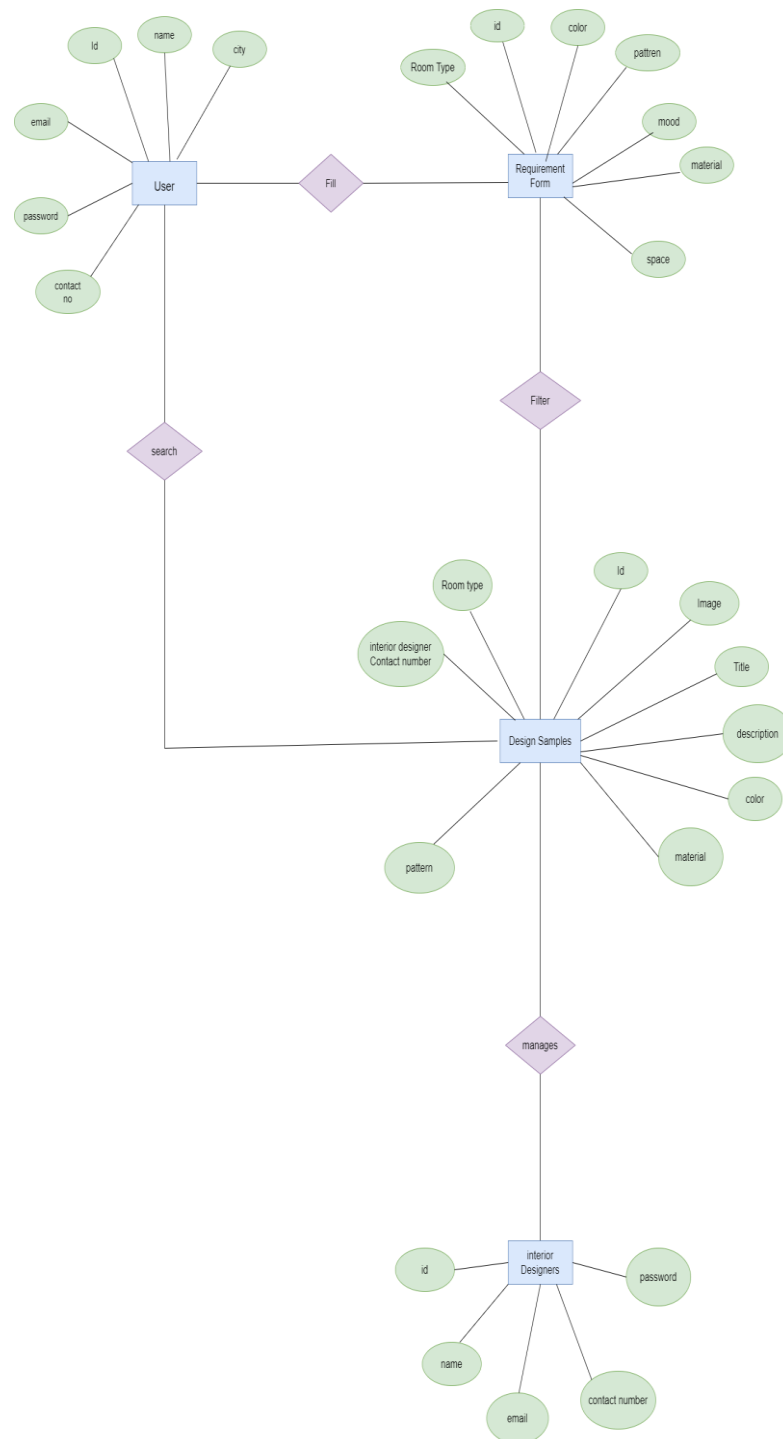 Id
name
city
email
User
password
contact
no
Fill
id
color
Room Type
pattren
mood
Requirement
Form
material
space
search
Filter
Id
Room type
Image
interior designer
Contact number
Title
description
Design Samples
color
material
pattern
manages
interior
Designers
id
password
name
contact number
email